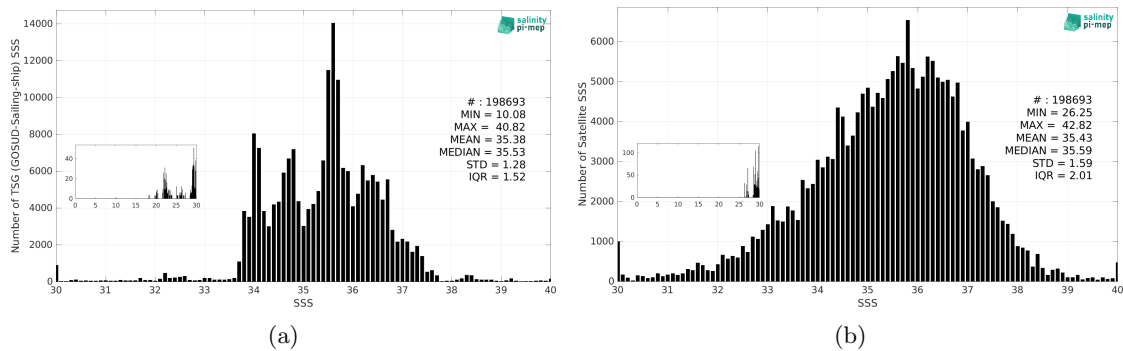 salinity
pi-mep
Number of TSG (GOSUD-Sailing-ship) SSS
14000
12000
10000
8000
6000
4000
2000
0
# : 198693
MIN = 10.08
MAX = 40.82
MEAN = 35.38
MEDIAN = 35.53
STD = 1.28
IQR = 1.52
40
20
0
0 5 10 15 20 25 30
30 31 32 33 34 35 36 37 38 39 40
SSS
(a)
salinity
pi-mep
Number of Satellite SSS
6000
5000
4000
3000
2000
1000
0
# : 198693
MIN = 26.25
MAX = 42.82
MEAN = 35.43
MEDIAN = 35.59
STD = 1.59
IQR = 2.01
100
50
0
0 5 10 15 20 25 30
30 31 32 33 34 35 36 37 38 39 40
SSS
(b)